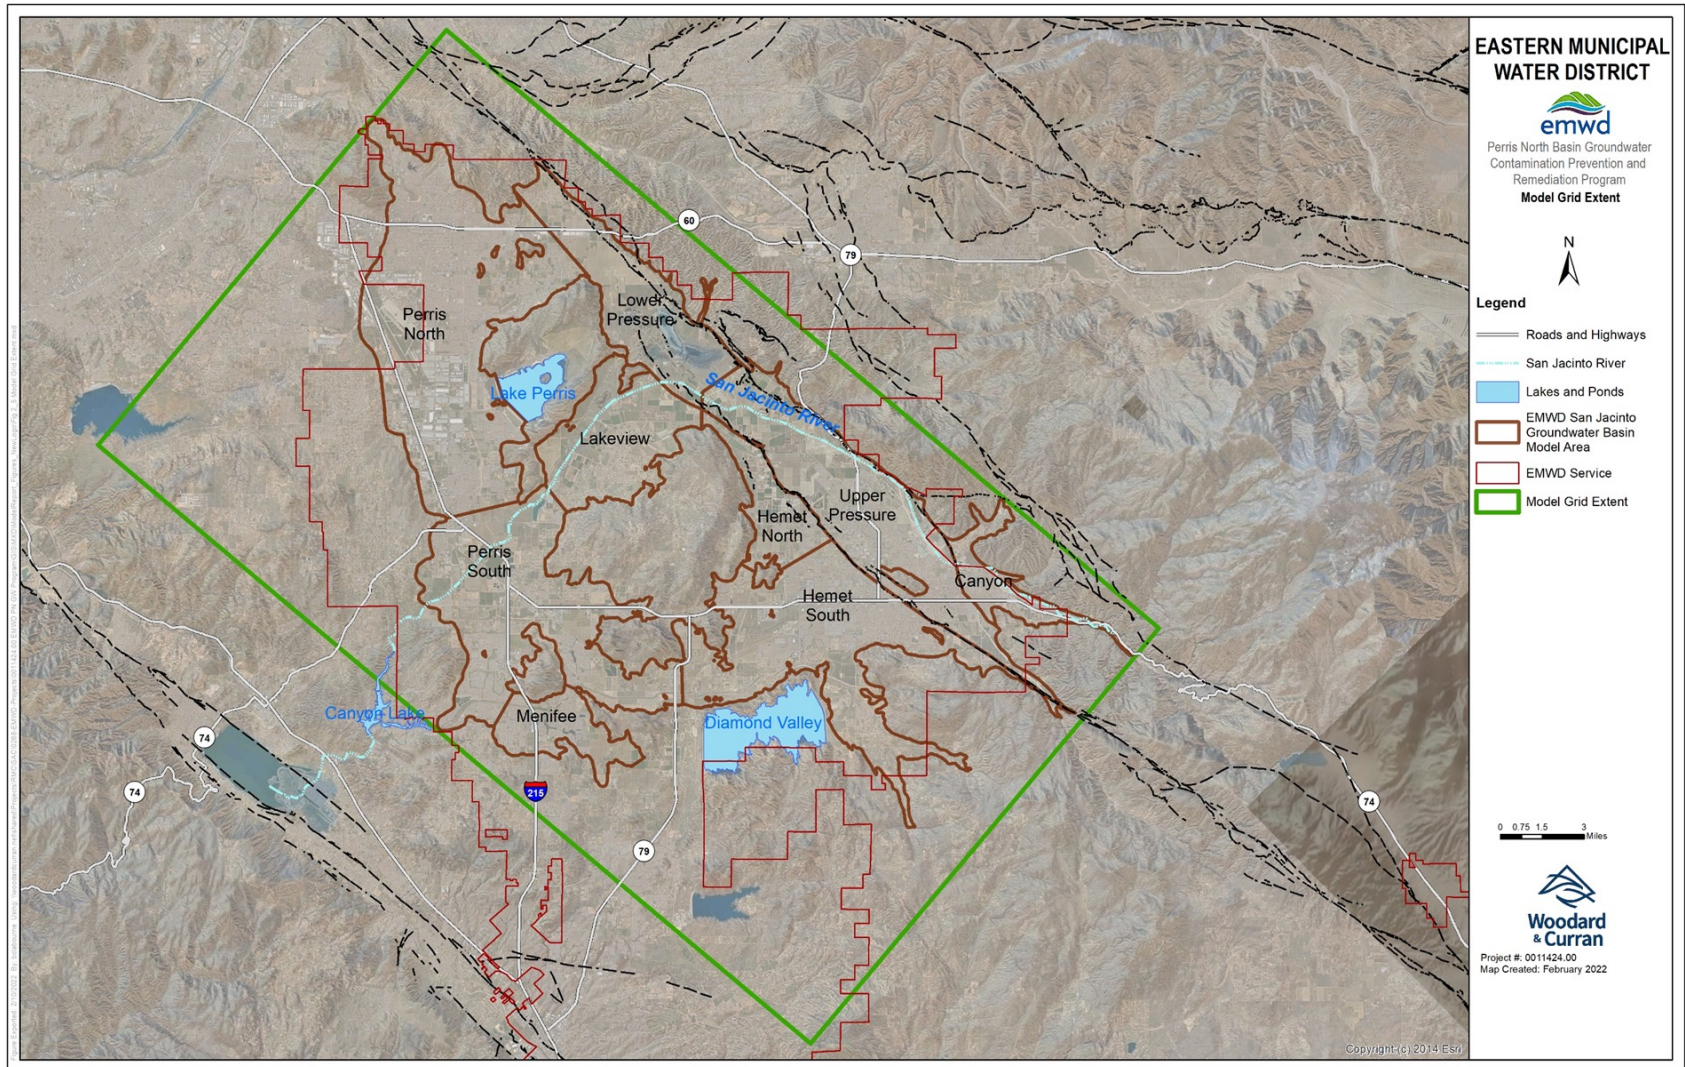 EASTERN MUNICIPAL
WATER DISTRICT
emwd
Perris North Basin Groundwater
Contamination Prevention and
Remediation Program
Model Grid Extent
N
Legend
Roads and Highways
San Jacinto River
Lakes and Ponds
EMWD San Jacinto
Groundwater Basin
Model Area
EMWD Service
Model Grid Extent
0 0.75 1.5 3
Miles
Woodard
& Curran
Project #: 0011424.00
Map Created: February 2022
60
79
Lower
Pressure
Perris
North
Lake Perris
San Jacinto River
Lakeview
Upper
Pressure
Hemet
North
Perris
South
Canyon
Hemet
South
Canyon Lake
Menifee
Diamond Valley
74
74
215
74
79
Copyright:(c) 2014 Esri